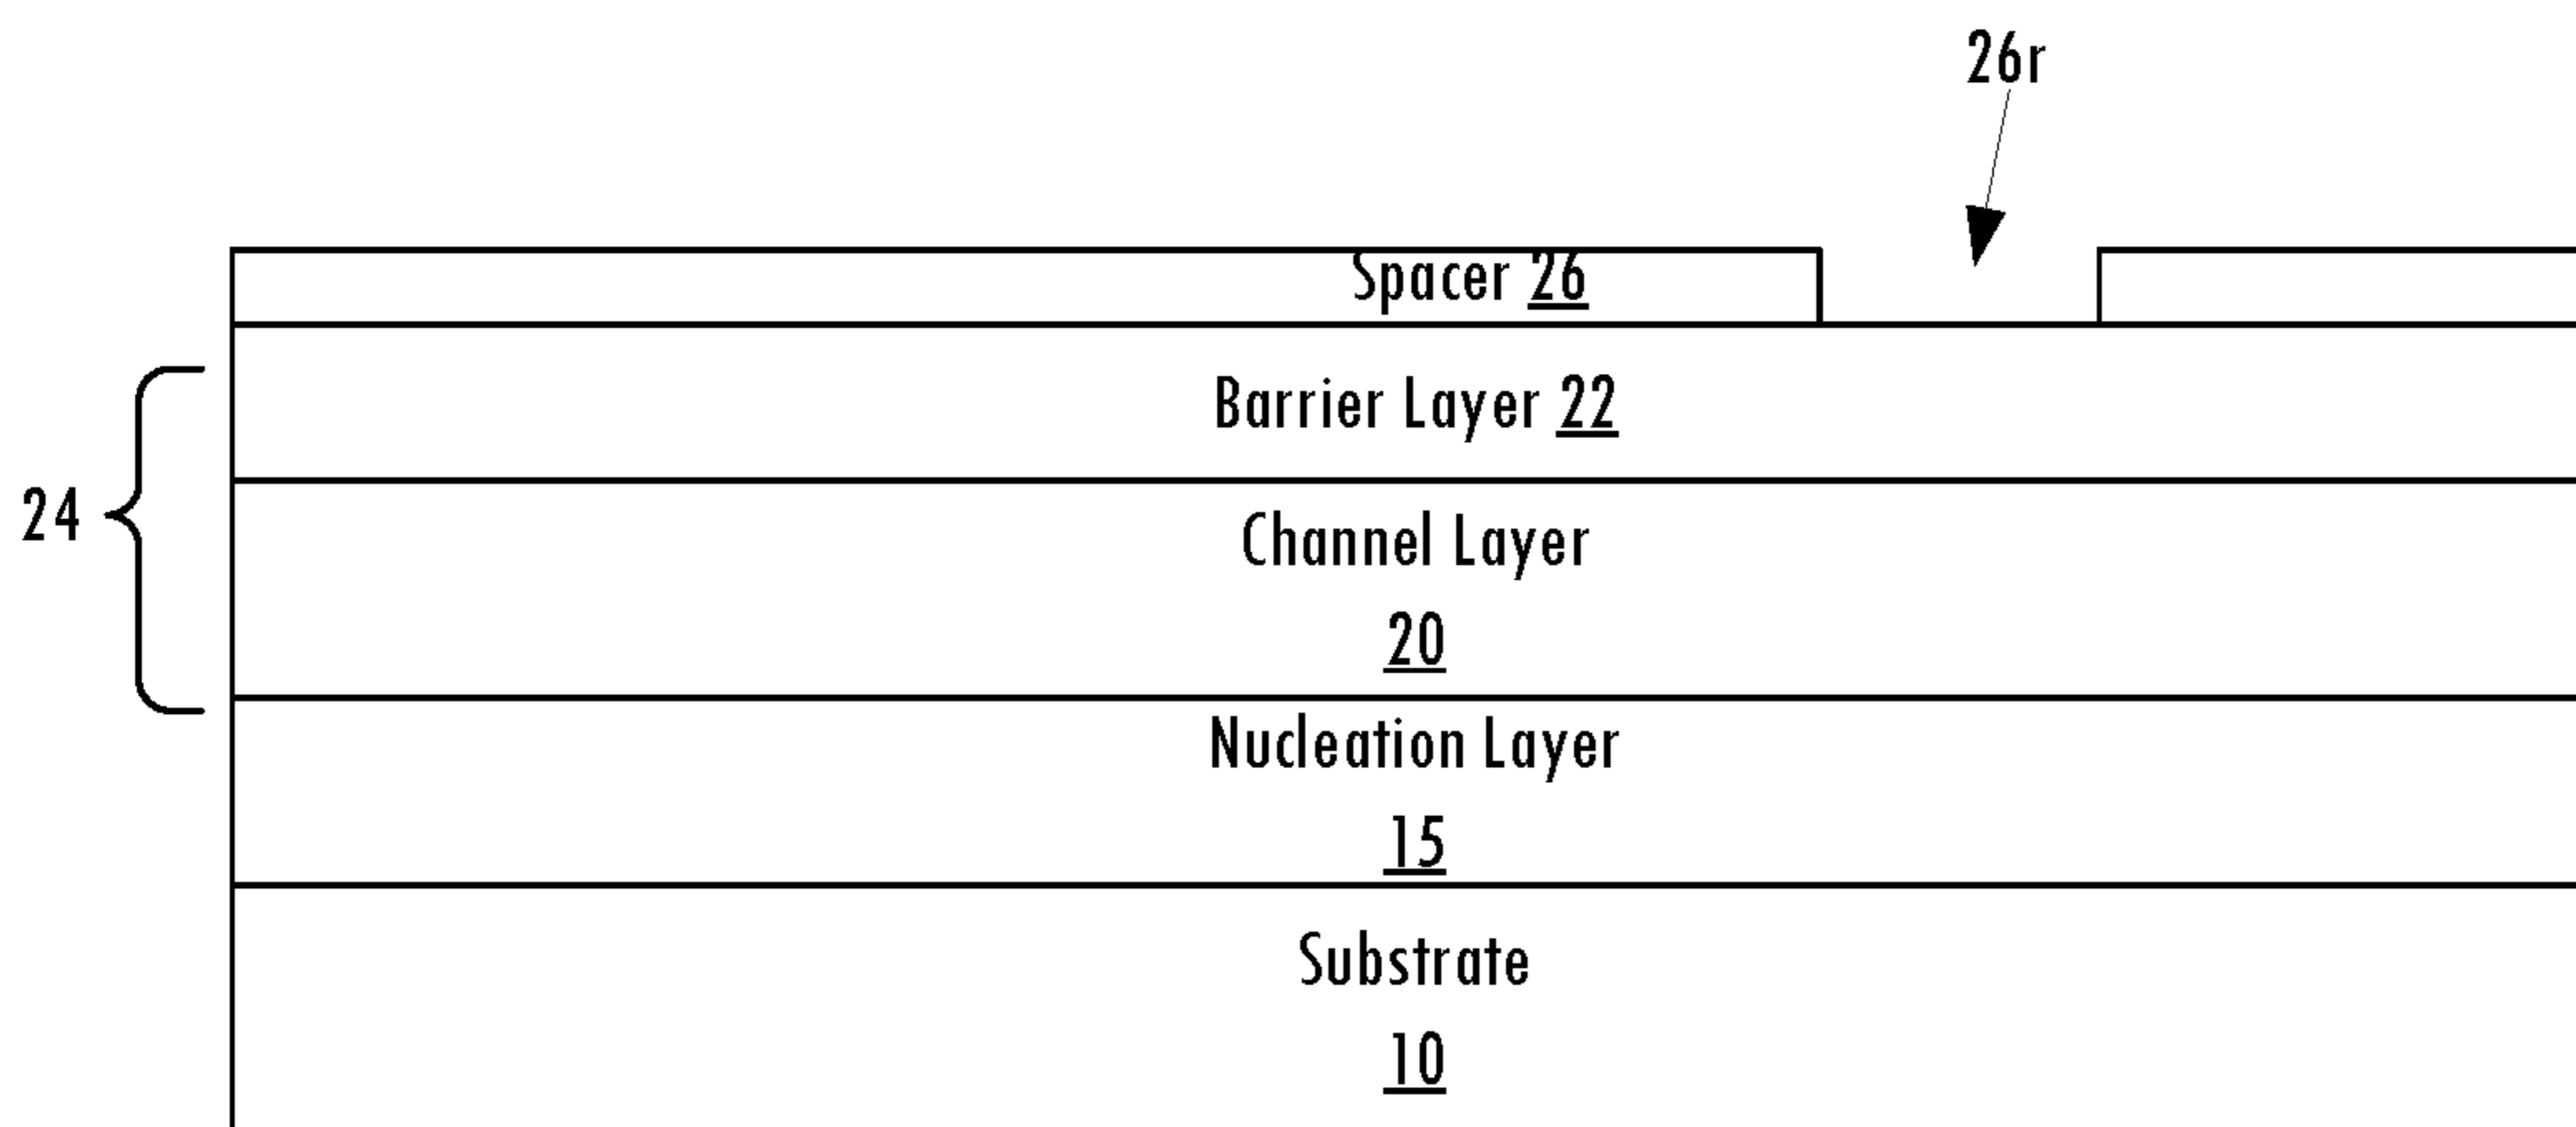 26r
Spacer 26
Barrier Layer 22
24
Channel Layer
20
Nucleation Layer
15
Substrate
10